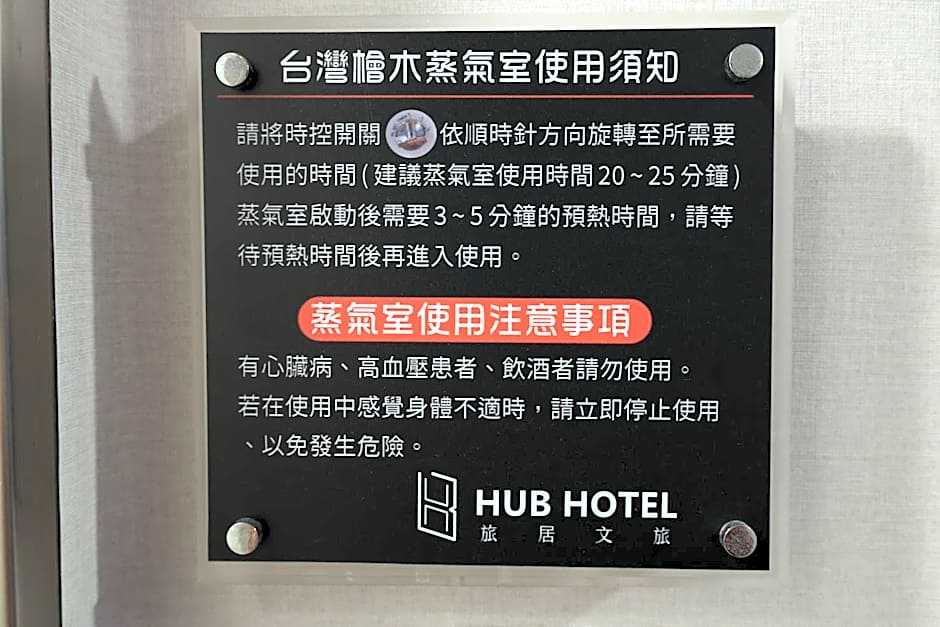 台灣檜木蒸氣室使用須知
請將時控開關 依順時針方向旋轉至所需要
使用的時間(建議蒸氣室使用時間20~25分鐘)
蒸氣室啟動後需要3~5分鐘的預熱時間，請等
待預熱時間後再進入使用。
蒸氣室使用注意事項
有心臟病、高血壓患者、飲酒者請勿使用。
若在使用中感覺身體不適時，請立即停止使用
、以免發生危險。
HUB HOTEL
旅居文旅